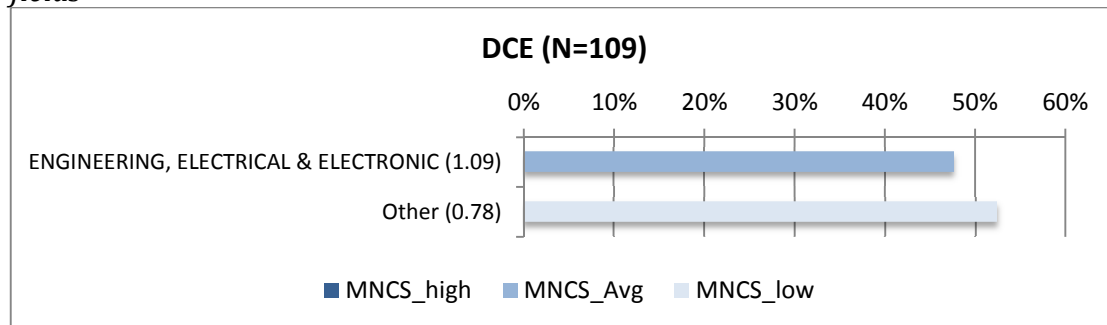 DCE (N=109)
0% 10% 20% 30% 40% 50% 60%
ENGINEERING, ELECTRICAL & ELECTRONIC (1.09)
Other (0.78)
MNCS_high MNCS_Avg MNCS_low